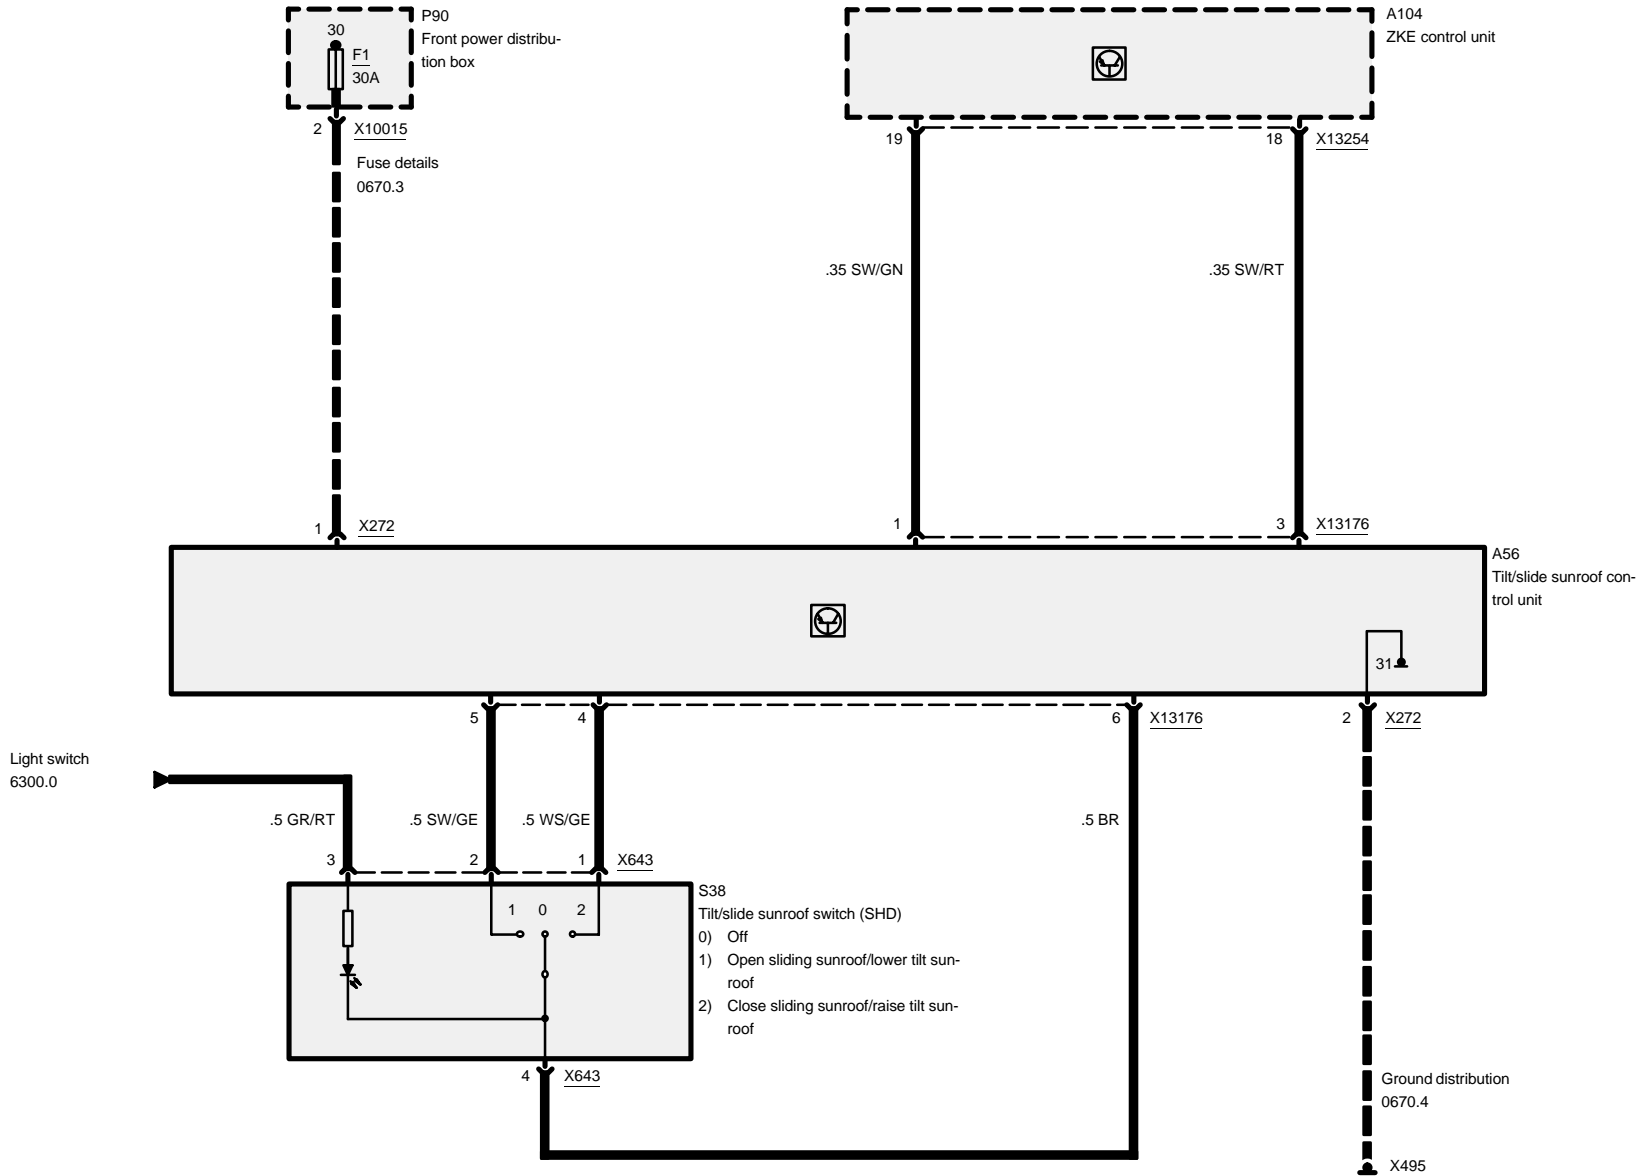 P90
Front power distribu-
tion box
30
F1
30A
2
X10015
Fuse details
0670.3
A104
ZKE control unit
19
18
X13254
.35 SW/GN
.35 SW/RT
1
X272
1
3
X13176
A56
Tilt/slide sunroof con-
trol unit
31
5
4
6
X13176
2
X272
Light switch
6300.0
.5 GR/RT
.5 SW/GE
.5 WS/GE
.5 BR
3
2
1
X643
1
0
2
S38
Tilt/slide sunroof switch (SHD)
0) Off
1) Open sliding sunroof/lower tilt sun-
roof
2) Close sliding sunroof/raise tilt sun-
roof
4
X643
Ground distribution
0670.4
X495